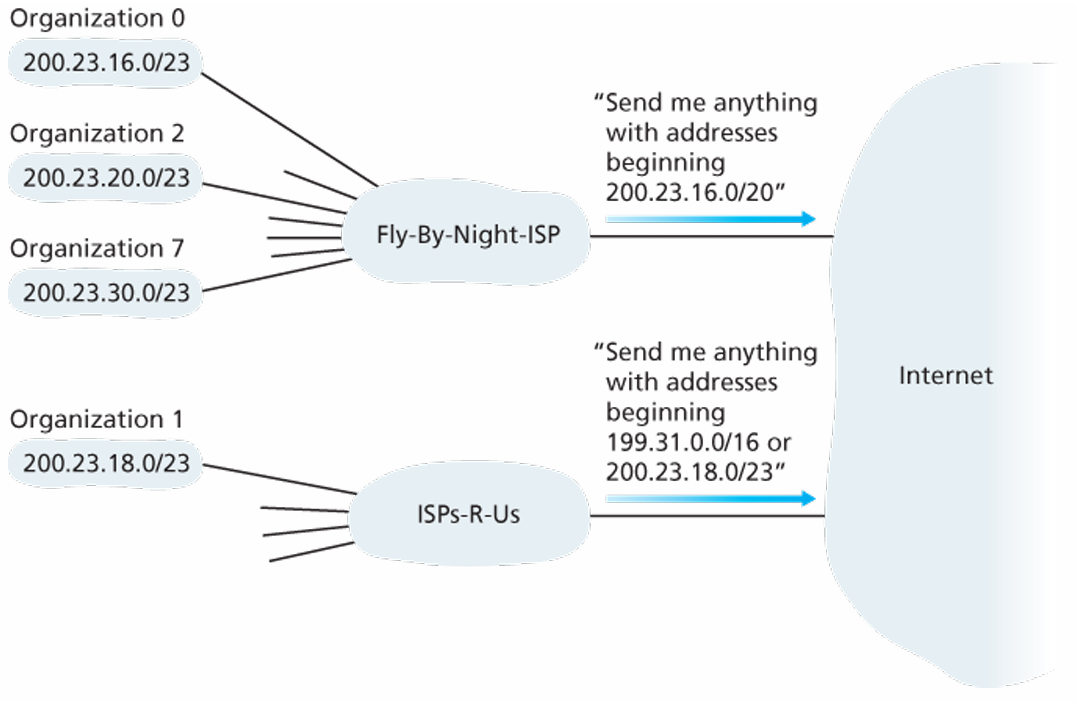 Organization 0
200.23.16.0/23
Organization 2
200.23.20.0/23
Organization 7
200.23.30.0/23
Fly-By-Night-ISP
“Send me anything
with addresses
beginning
200.23.16.0/20”
Organization 1
200.23.18.0/23
ISPs-R-Us
“Send me anything
with addresses
beginning
199.31.0.0/16 or
200.23.18.0/23”
Internet